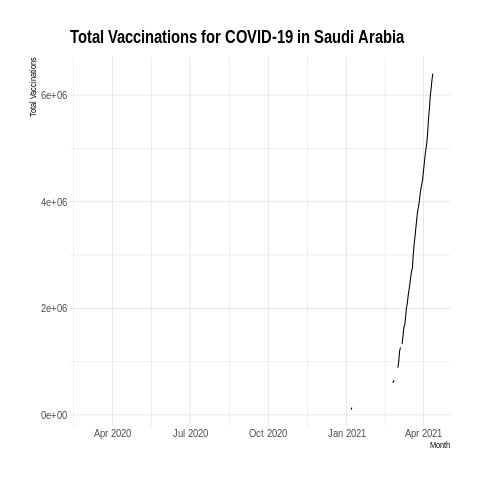 Total Vaccinations for COVID-19 in Saudi Arabia
Total Vaccinations
6e+06
4e+06
2e+06
0e+00
Apr 2020 Jul 2020 Oct 2020 Jan 2021 Apr 2021
Month